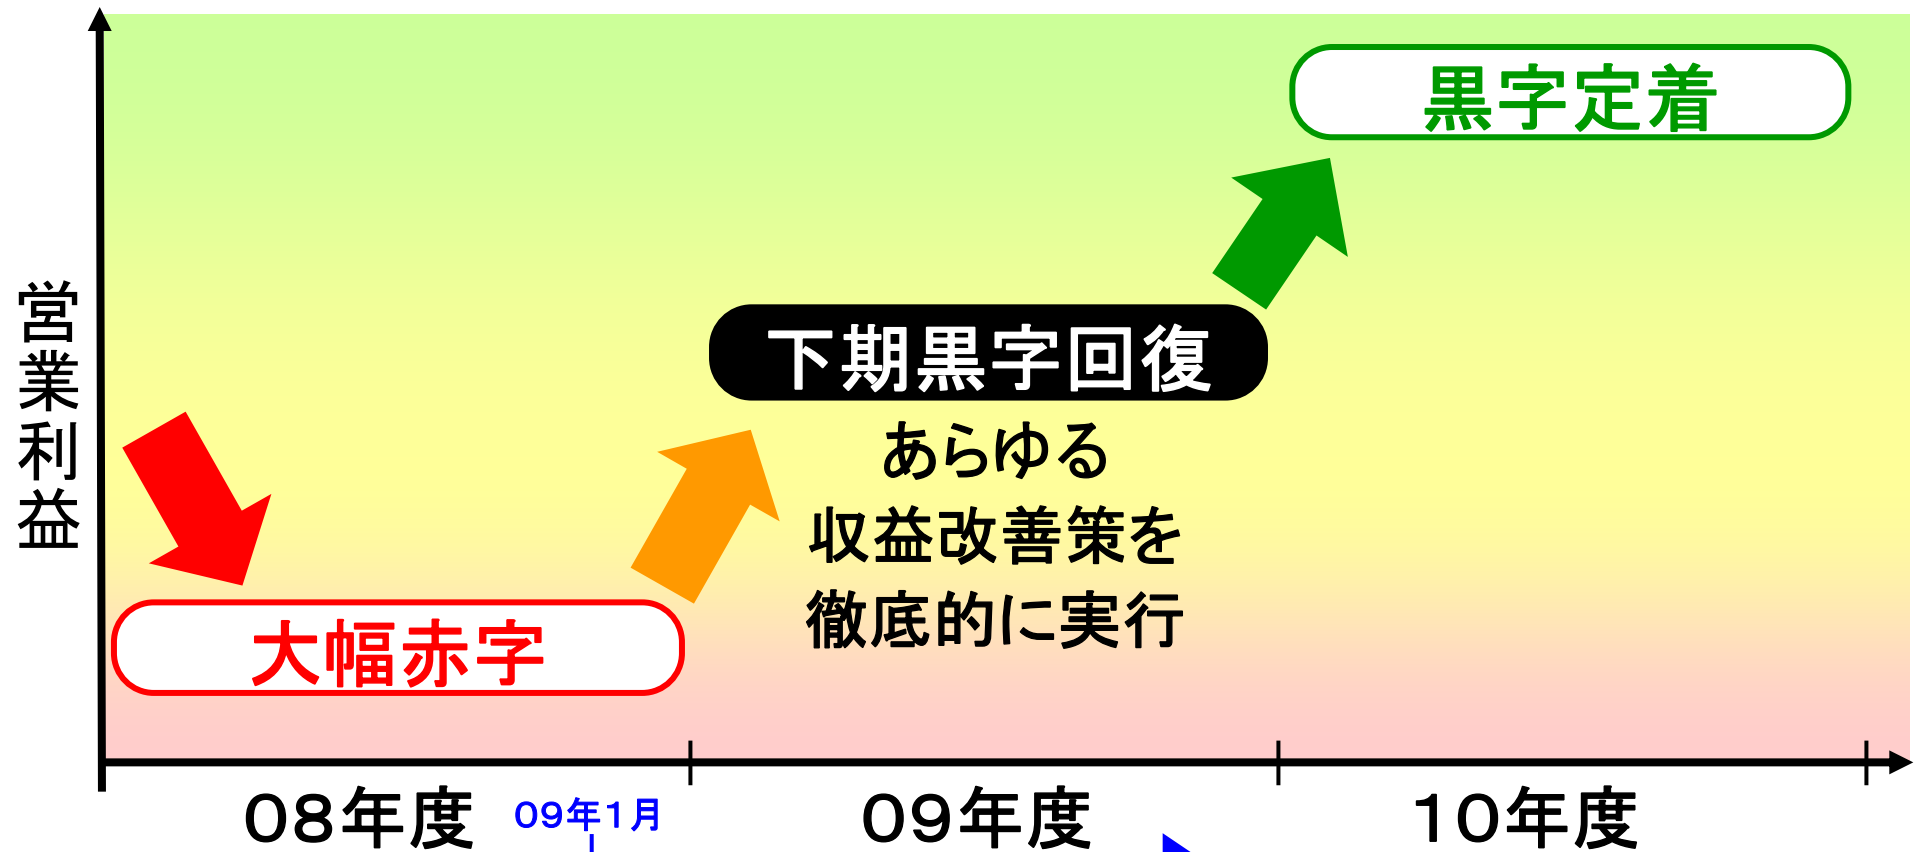 営業利益
黒字定着
下期黒字回復
あらゆる
収益改善策を
徹底的に実行
大幅赤字
08年度
09年1月
09年度
10年度